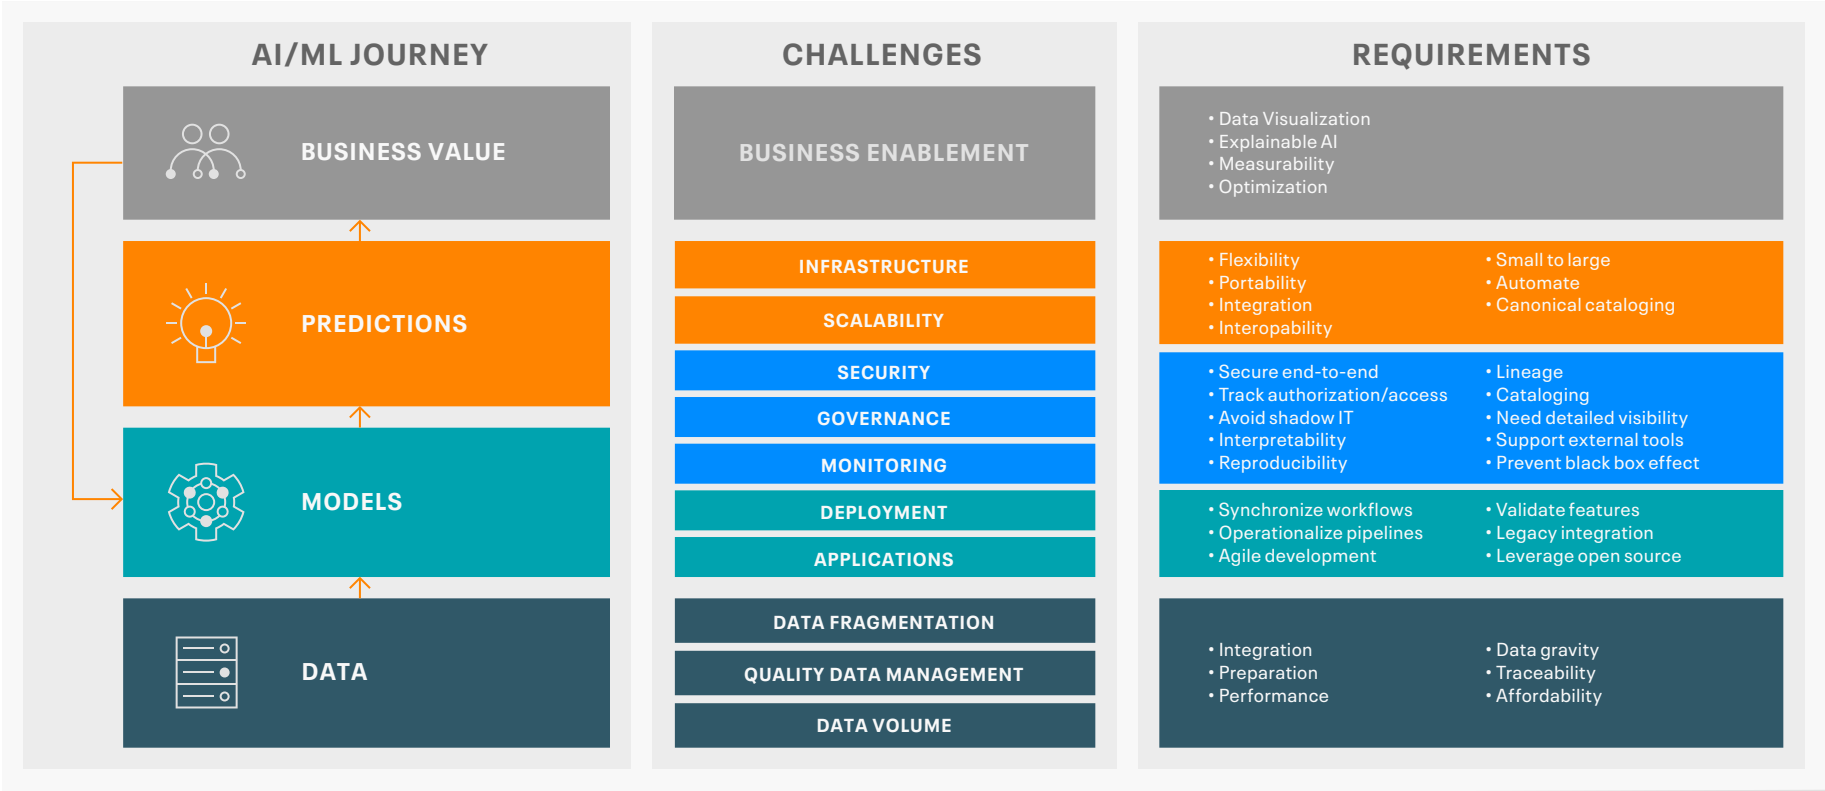 AI/ML JOURNEY
BUSINESS VALUE
PREDICTIONS
MODELS
DATA
CHALLENGES
BUSINESS ENABLEMENT
INFRASTRUCTURE
SCALABILITY
SECURITY
GOVERNANCE
MONITORING
DEPLOYMENT
APPLICATIONS
DATA FRAGMENTATION
QUALITY DATA MANAGEMENT
DATA VOLUME
REQUIREMENTS
• Data Visualization
• Explainable AI
• Measurability
• Optimization
• Flexibility
• Portability
• Integration
• Interopability
• Small to large
• Automate
• Canonical cataloging
• Secure end-to-end
• Track authorization/access
• Avoid shadow IT
• Interpretability
• Reproducibility
• Lineage
• Cataloging
• Need detailed visibility
• Support external tools
• Prevent black box effect
• Synchronize workflows
• Operationalize pipelines
• Agile development
• Validate features
• Legacy integration
• Leverage open source
• Integration
• Preparation
• Performance
• Data gravity
• Traceability
• Affordability